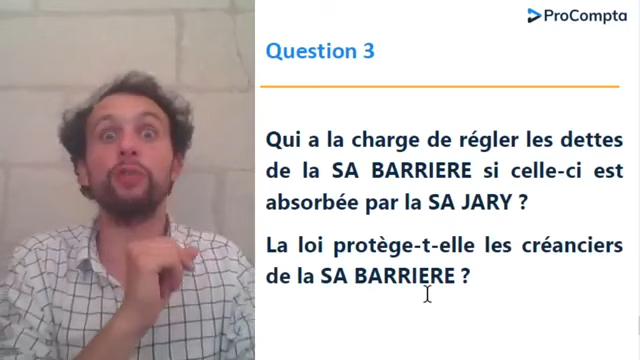 ProCompta
Question 3
Qui a la charge de régler les dettes
de la SA BARRIERE si celle-ci est
absorbée par la SA JARY ?
La loi protège-t-elle les créanciers
de la SA BARRIERE ?